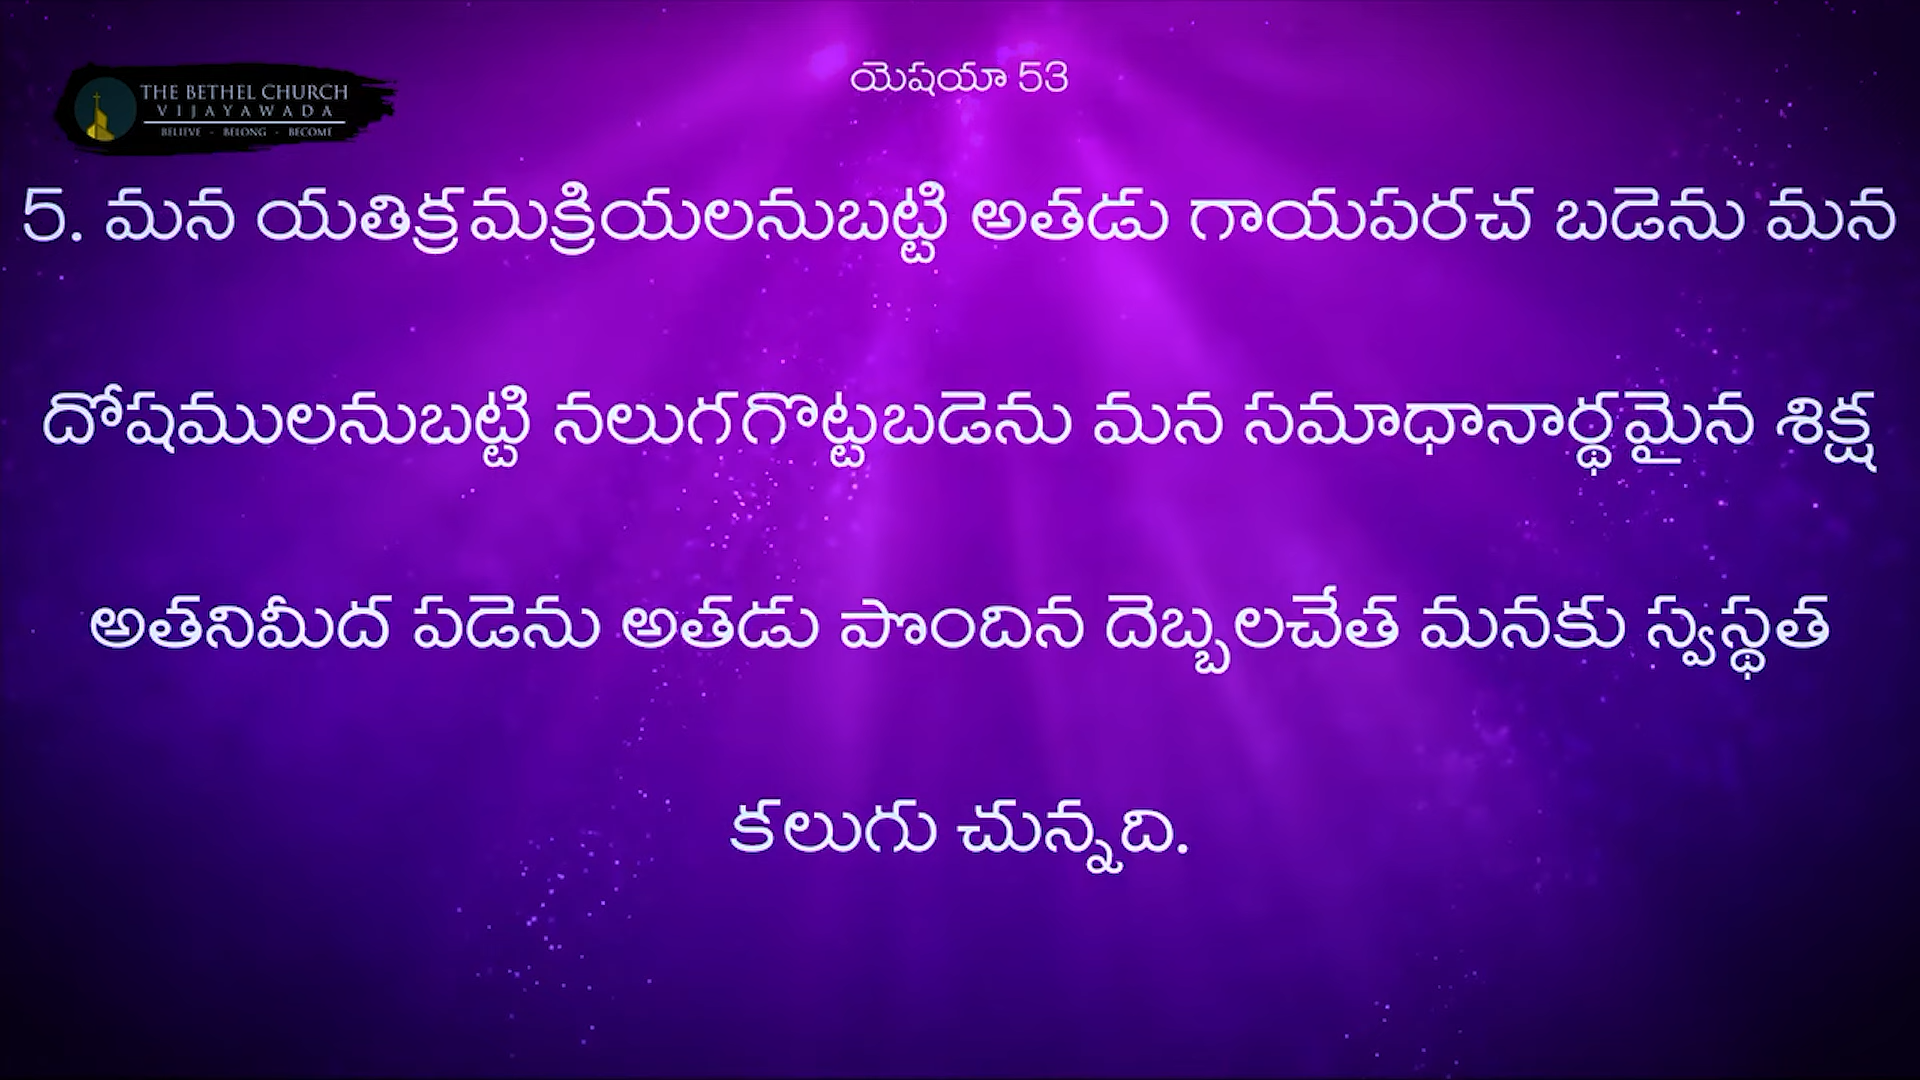 యెషయా 53
THE BETHEL CHURCH
VIJAYAWADA
BELIEVE - BELONG - BECOME
5. మన యతిక్రమక్రియలనుబట్టి అతడు గాయపరచ బడెను మన
దోషములనుబట్టి నలుగగొట్టబడెను మన సమాధానార్థమైన శిక్ష
అతనిమీద పడెను అతడు పొందిన దెబ్బలచేత మనకు స్వస్థత
కలుగు చున్నది.